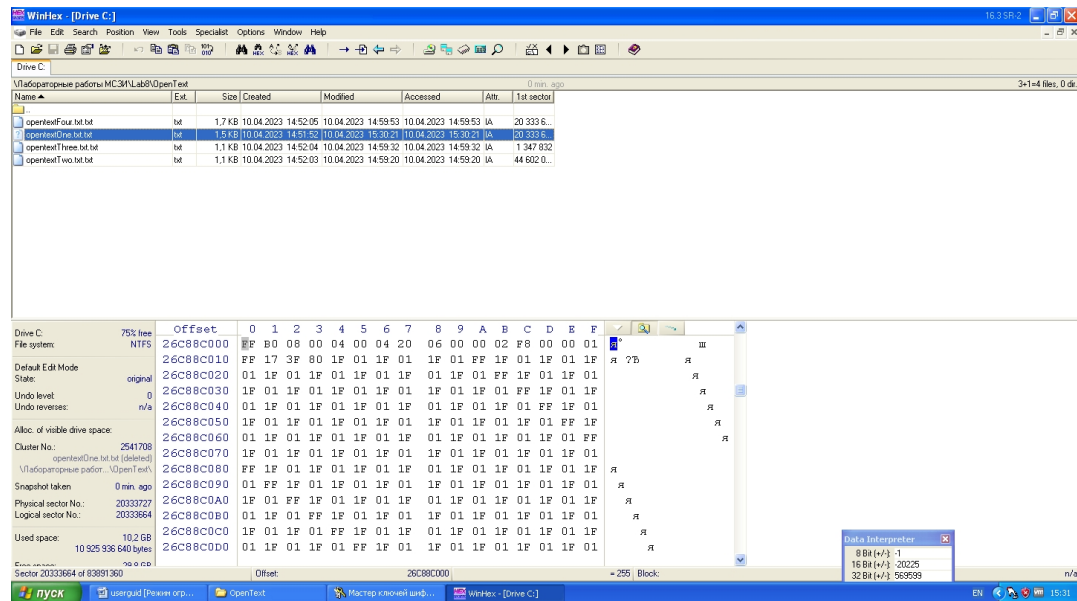 WinHex - [Drive C:]
16.3 SR-2
File Edit Search Position View Tools Specialist Options Window Help
Drive C:
\Лабораторные работы МСЗИ\Lab8\OpenText
0 min. ago
3+1=4 files, 0 dir.
Name Ext. Size Created Modified Accessed Attr. 1st sector
..
opentextFour.txt.txt txt 1,7 KB 10.04.2023 14:52:05 10.04.2023 14:59:53 10.04.2023 14:59:53 IA 20 333 6...
opentextOne.txt.txt txt 1,5 KB 10.04.2023 14:51:52 10.04.2023 15:30:21 10.04.2023 15:30:21 IA 20 333 6...
opentextThree.txt.txt txt 1,1 KB 10.04.2023 14:52:04 10.04.2023 14:59:32 10.04.2023 14:59:32 IA 1 347 832
opentextTwo.txt.txt txt 1,1 KB 10.04.2023 14:52:03 10.04.2023 14:59:20 10.04.2023 14:59:20 IA 44 602 0...
Drive C: 75% free
File system: NTFS
Default Edit Mode
State: original
Undo level: 0
Undo reverses: n/a
Alloc. of visible drive space:
Cluster No.: 2541708
opentextOne.txt.txt (deleted)
\Лабораторные работ...\OpenText\
Snapshot taken 0 min. ago
Physical sector No.: 20333727
Logical sector No.: 20333664
Used space: 10,2 GB
10 925 936 640 bytes
Offset 0 1 2 3 4 5 6 7 8 9 A B C D E F
26C88C000 FF B0 08 00 04 00 04 20 06 00 00 02 F8 00 00 01 я° ш
26C88C010 FF 17 3F 80 1F 01 1F 01 1F 01 FF 1F 01 1F 01 1F я ?Ђ я
26C88C020 01 1F 01 1F 01 1F 01 1F 01 1F 01 FF 1F 01 1F 01 я
26C88C030 1F 01 1F 01 1F 01 1F 01 1F 01 1F 01 FF 1F 01 1F я
26C88C040 01 1F 01 1F 01 1F 01 1F 01 1F 01 1F 01 FF 1F 01 я
26C88C050 1F 01 1F 01 1F 01 1F 01 1F 01 1F 01 1F 01 FF 1F я
26C88C060 01 1F 01 1F 01 1F 01 1F 01 1F 01 1F 01 1F 01 FF я
26C88C070 1F 01 1F 01 1F 01 1F 01 1F 01 1F 01 1F 01 1F 01
26C88C080 FF 1F 01 1F 01 1F 01 1F 01 1F 01 1F 01 1F 01 1F я
26C88C090 01 FF 1F 01 1F 01 1F 01 1F 01 1F 01 1F 01 1F 01 я
26C88C0A0 1F 01 FF 1F 01 1F 01 1F 01 1F 01 1F 01 1F 01 1F я
26C88C0B0 01 1F 01 FF 1F 01 1F 01 1F 01 1F 01 1F 01 1F 01 я
26C88C0C0 1F 01 1F 01 FF 1F 01 1F 01 1F 01 1F 01 1F 01 1F я
26C88C0D0 01 1F 01 1F 01 FF 1F 01 1F 01 1F 01 1F 01 1F 01 я
Data Interpreter
8 Bit (+/-): -1
16 Bit (+/-): -20225
32 Bit (+/-): 569599
Sector 20333664 of 83891360 Offset: 26C88C000 = 255 Block: n/a
пуск
userguid [Режим огр...
OpenText
Мастер ключей шиф...
WinHex - [Drive C:]
EN
15:31